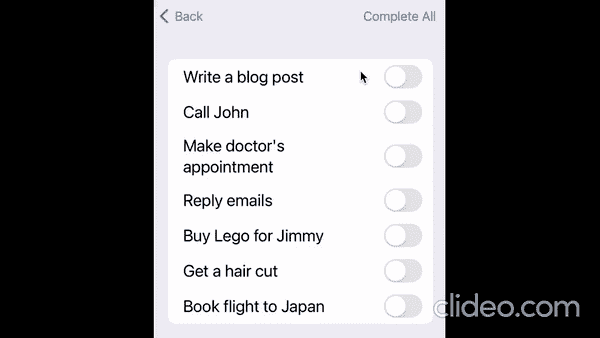 Back
Complete All
Write a blog post
Call John
Make doctor's
appointment
Reply emails
Buy Lego for Jimmy
Get a hair cut
Book flight to Japan
clideo.com